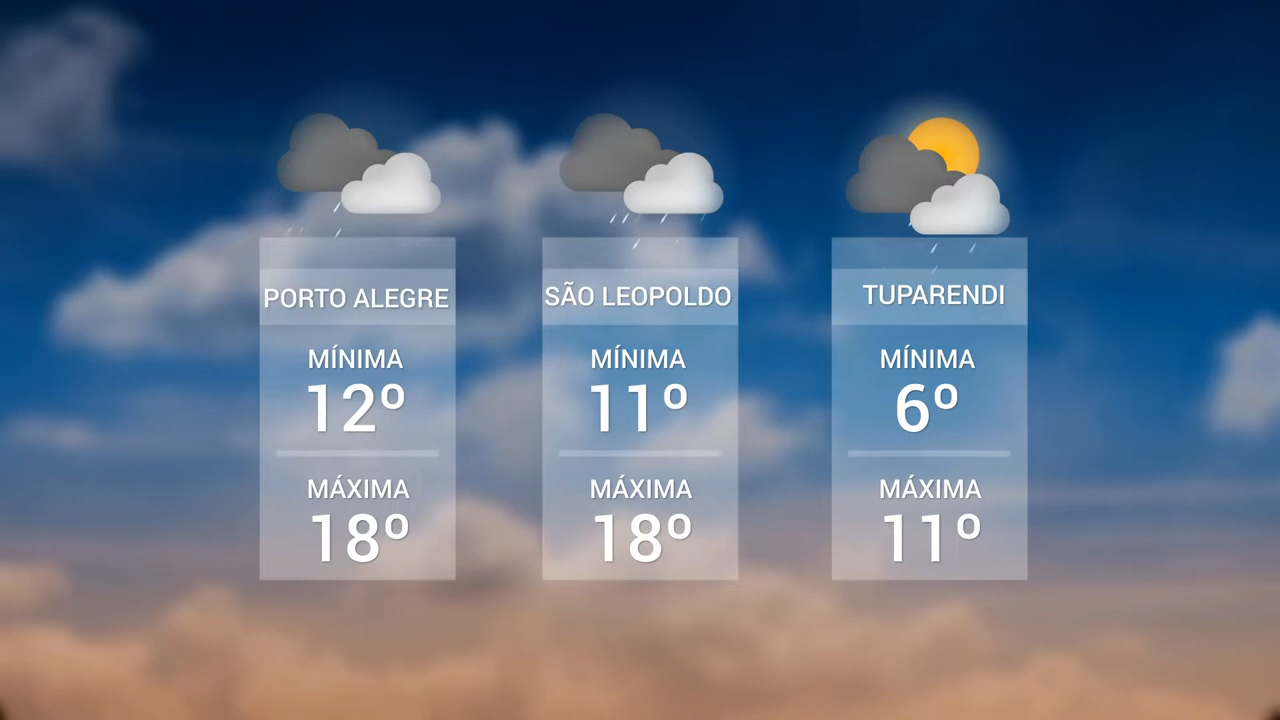 PORTO ALEGRE
MÍNIMA
12º
MÁXIMA
18º
SÃO LEOPOLDO
MÍNIMA
11º
MÁXIMA
18º
TUPARENDI
MÍNIMA
6º
MÁXIMA
11º